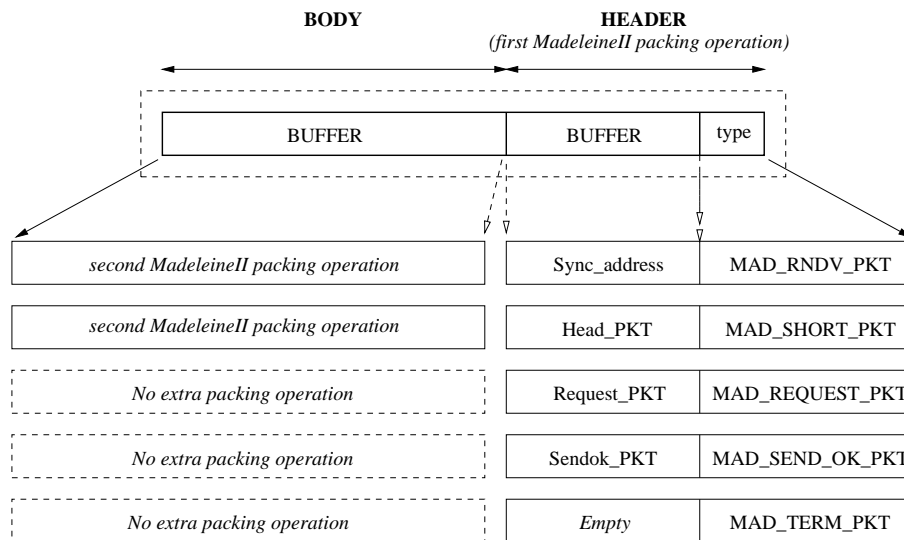 BODY HEADER
(first MadeleineII packing operation)
BUFFER BUFFER type
second MadeleineII packing operation Sync_address MAD_RNDV_PKT
second MadeleineII packing operation Head_PKT MAD_SHORT_PKT
No extra packing operation Request_PKT MAD_REQUEST_PKT
No extra packing operation Sendok_PKT MAD_SEND_OK_PKT
No extra packing operation Empty MAD_TERM_PKT